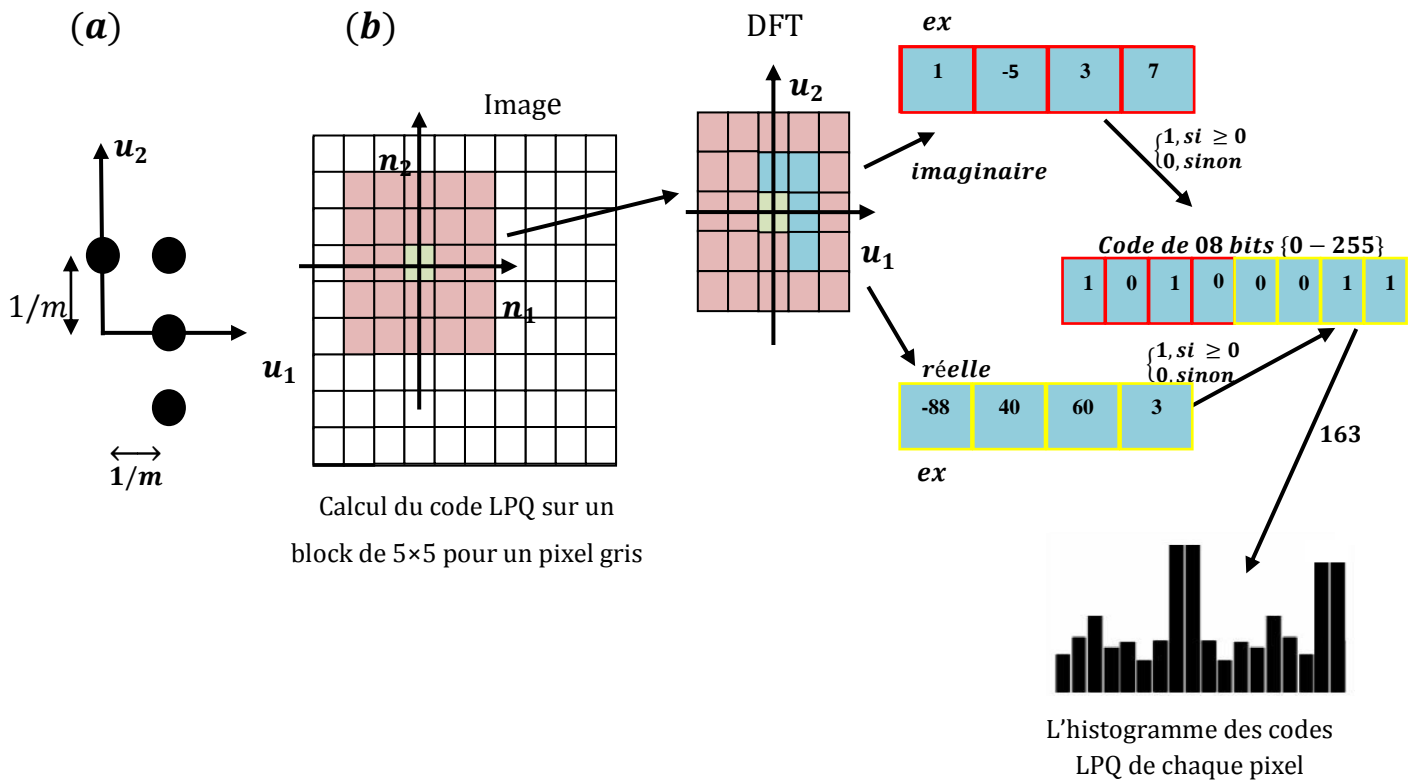 (a)
(b)
DFT
ex
1 -5 3 7
u2
Image
n2
u2
{1, si ≥ 0
0, sinon
imaginaire
Code de 08 bits {0 − 255}
u1
1 0 1 0 0 0 1 1
1/m
n1
u1
{1, si ≥ 0
0, sinon
réelle
-88 40 60 3
163
1/m
ex
Calcul du code LPQ sur un
block de 5×5 pour un pixel gris
L'histogramme des codes
LPQ de chaque pixel